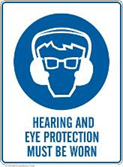 HEARING AND
EYE PROTECTION
MUST BE WORN